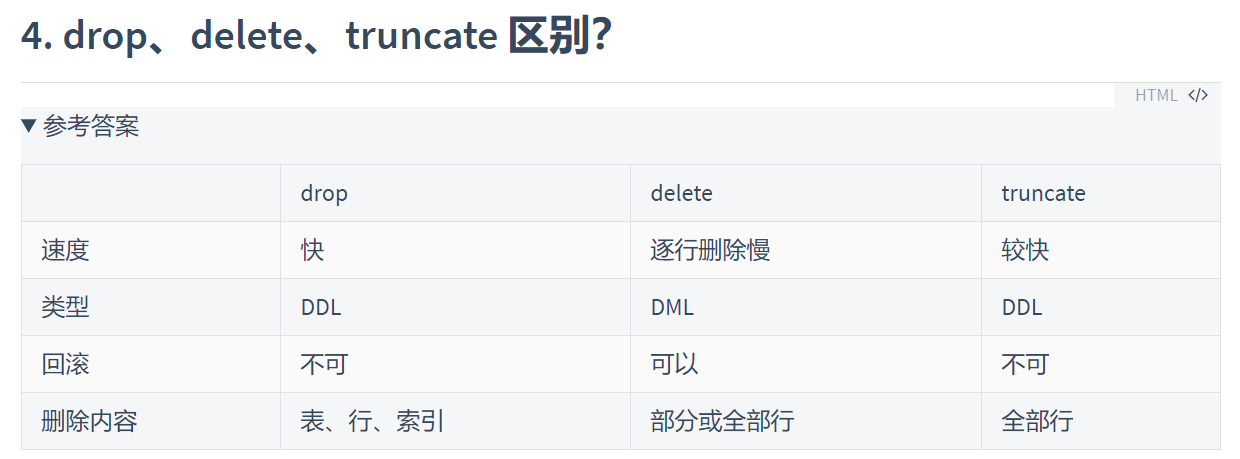 4. drop、 delete、 truncate 区别？
HTML </>
▼ 参考答案
drop delete truncate
速度 快 逐行删除慢 较快
类型 DDL DML DDL
回滚 不可 可以 不可
删除内容 表、行、索引 部分或全部行 全部行